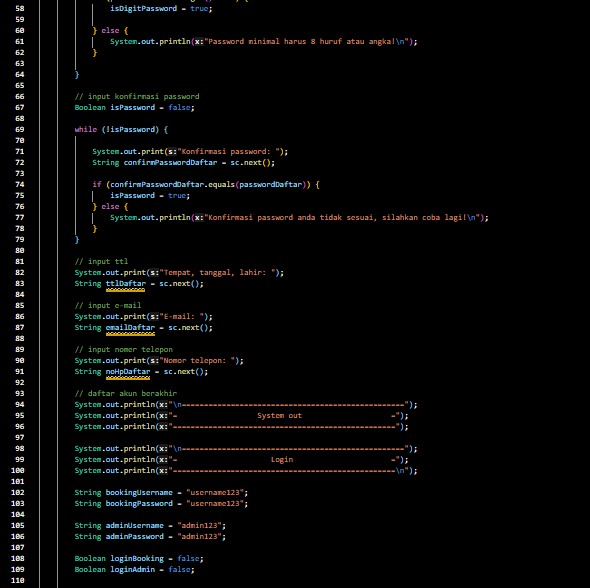 58 isDigitPassword = true;
59
60 } else {
61 System.out.println(x:"Password minimal harus 8 huruf atau angka!\n");
62 }
63
64 }
65
66 // input konfirmasi password
67 Boolean isPassword = false;
68
69 while (!isPassword) {
70
71 System.out.print(s:"Konfirmasi password: ");
72 String confirmPasswordDaftar = sc.next();
73
74 if (confirmPasswordDaftar.equals(passwordDaftar)) {
75 isPassword = true;
76 } else {
77 System.out.println(x:"Konfirmasi password anda tidak sesuai, silahkan coba lagi!\n");
78 }
79 }
80
81 // input ttl
82 System.out.print(s:"Tempat, tanggal, lahir: ");
83 String ttlDaftar = sc.next();
84
85 // input e-mail
86 System.out.print(s:"E-mail: ");
87 String emailDaftar = sc.next();
88
89 // input nomer telepon
90 System.out.print(s:"Nomor telepon: ");
91 String noHpDaftar = sc.next();
92
93 // daftar akun berakhir
94 System.out.println(x:"\n==================================================");
95 System.out.println(x:"= System out =");
96 System.out.println(x:"==================================================");
97
98 System.out.println(x:"\n==================================================");
99 System.out.println(x:"= Login =");
100 System.out.println(x:"==================================================\n");
101
102 String bookingUsername = "username123";
103 String bookingPassword = "username123";
104
105 String adminUsername = "admin123";
106 String adminPassword = "admin123";
107
108 Boolean loginBooking = false;
109 Boolean loginAdmin = false;
110